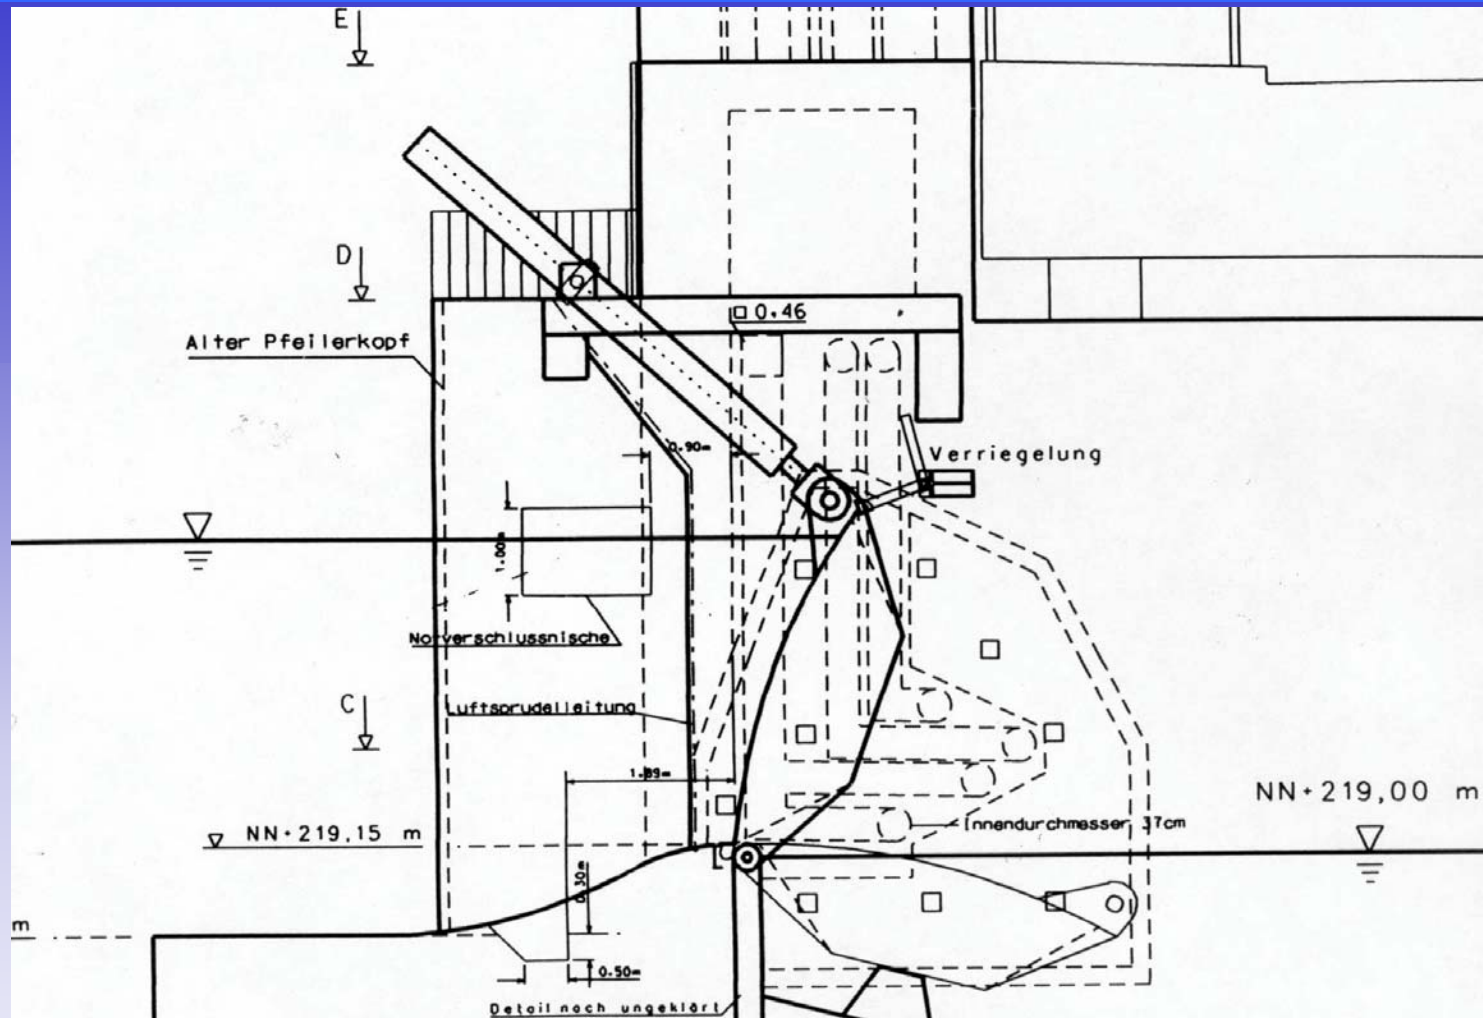 E
D
□ 0.46
Alter Pfeilerkopf
0.90m
Verriegelung
1.00m
Notverschlussnische
C
Luftsprudelleitung
1.89m
NN+219,00 m
NN+219,15 m
Innendurchmesser 37cm
0.30m
m
0.50m
Detail noch ungeklärt